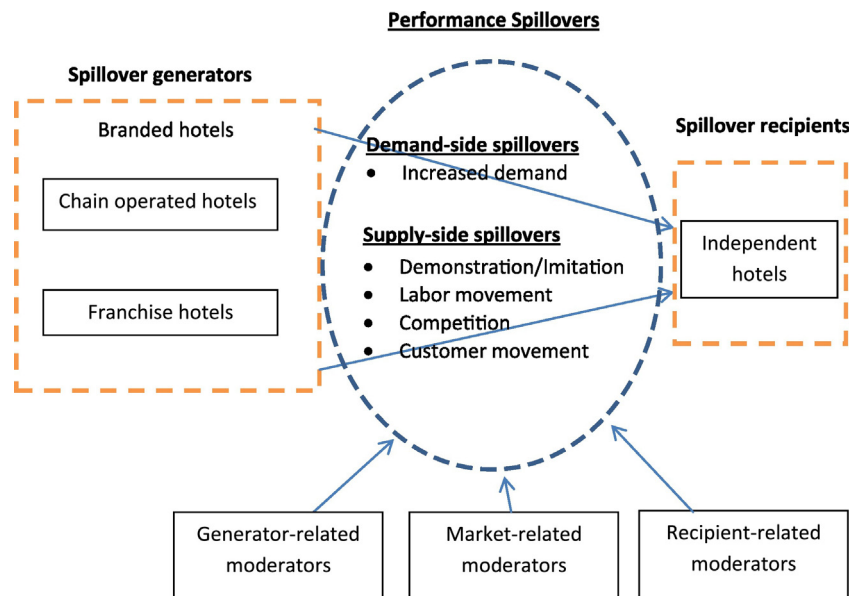 Performance Spillovers
Spillover generators
Branded hotels
Chain operated hotels
Franchise hotels
Demand-side spillovers
● Increased demand
Supply-side spillovers
● Demonstration/Imitation
● Labor movement
● Competition
● Customer movement
Spillover recipients
Independent
hotels
Generator-related
moderators
Market-related
moderators
Recipient-related
moderators